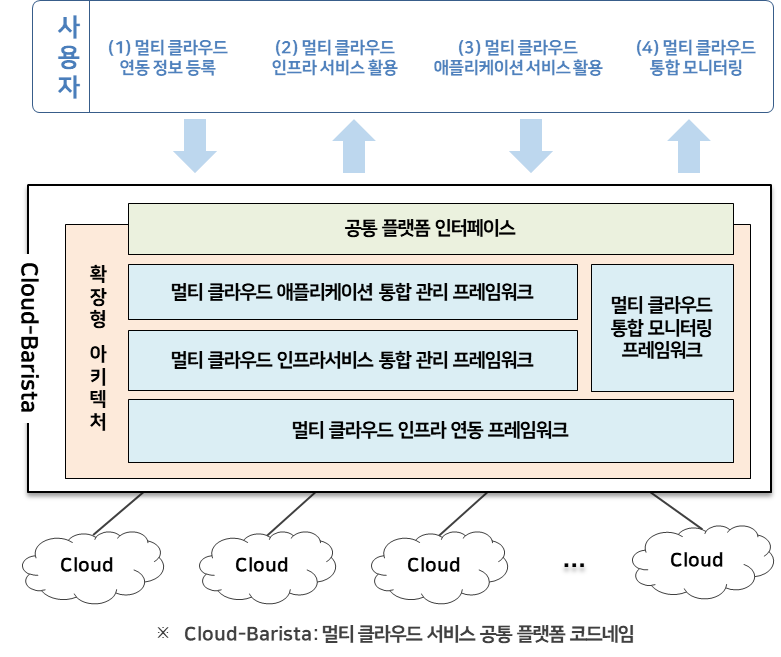 사용자
(1) 멀티 클라우드
연동 정보 등록
(2) 멀티 클라우드
인프라 서비스 활용
(3) 멀티 클라우드
애플리케이션 서비스 활용
(4) 멀티 클라우드
통합 모니터링
Cloud-Barista
확장형 아키텍처
공통 플랫폼 인터페이스
멀티 클라우드 애플리케이션 통합 관리 프레임워크
멀티 클라우드 인프라서비스 통합 관리 프레임워크
멀티 클라우드
통합 모니터링
프레임워크
멀티 클라우드 인프라 연동 프레임워크
Cloud
Cloud
Cloud
...
Cloud
※ Cloud-Barista: 멀티 클라우드 서비스 공통 플랫폼 코드네임